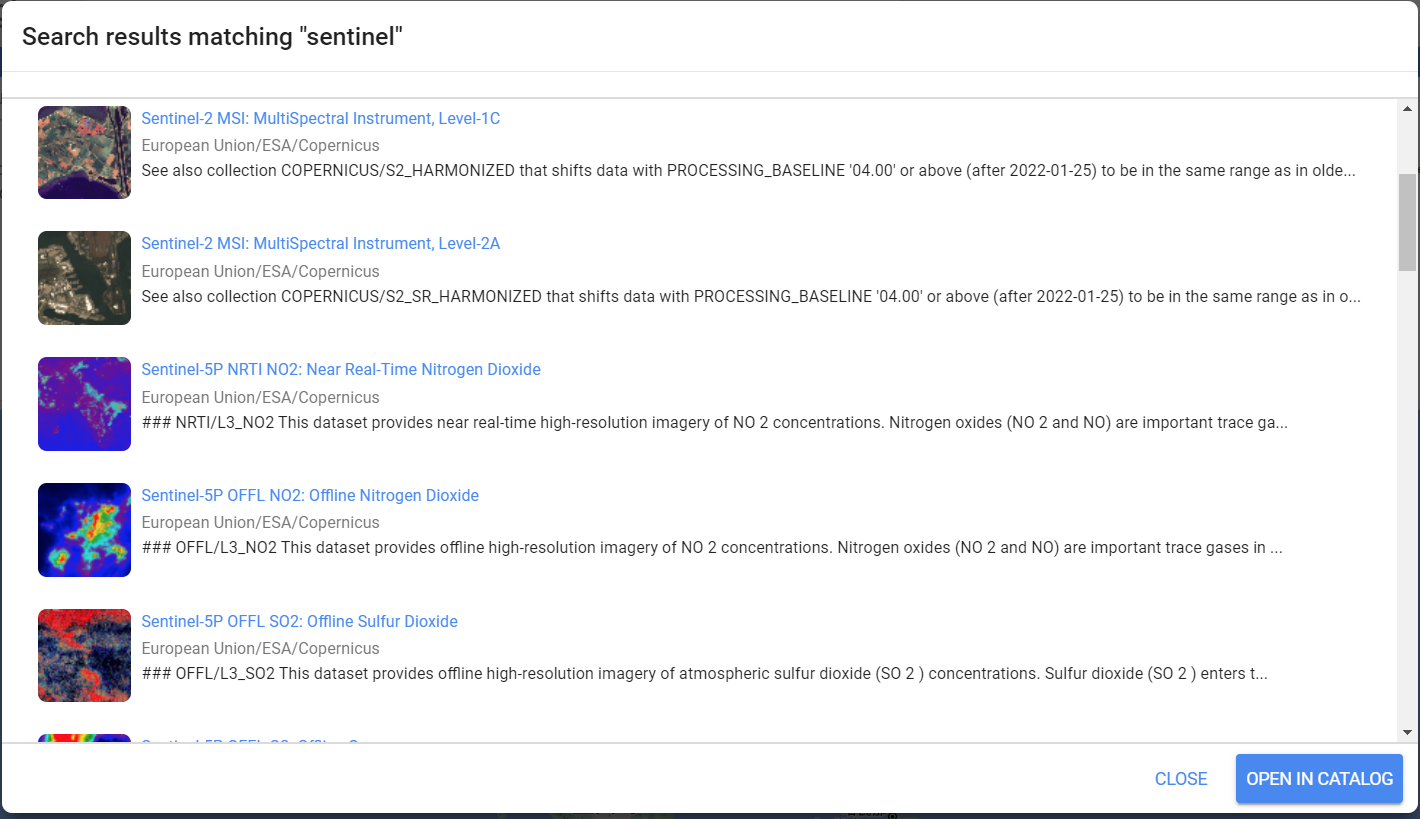 Search results matching "sentinel"
Sentinel-2 MSI: MultiSpectral Instrument, Level-1C
European Union/ESA/Copernicus
See also collection COPERNICUS/S2_HARMONIZED that shifts data with PROCESSING_BASELINE '04.00' or above (after 2022-01-25) to be in the same range as in olde...
Sentinel-2 MSI: MultiSpectral Instrument, Level-2A
European Union/ESA/Copernicus
See also collection COPERNICUS/S2_SR_HARMONIZED that shifts data with PROCESSING_BASELINE '04.00' or above (after 2022-01-25) to be in the same range as in o...
Sentinel-5P NRTI NO2: Near Real-Time Nitrogen Dioxide
European Union/ESA/Copernicus
### NRTI/L3_NO2 This dataset provides near real-time high-resolution imagery of NO 2 concentrations. Nitrogen oxides (NO 2 and NO) are important trace ga...
Sentinel-5P OFFL NO2: Offline Nitrogen Dioxide
European Union/ESA/Copernicus
### OFFL/L3_NO2 This dataset provides offline high-resolution imagery of NO 2 concentrations. Nitrogen oxides (NO 2 and NO) are important trace gases in ...
Sentinel-5P OFFL SO2: Offline Sulfur Dioxide
European Union/ESA/Copernicus
### OFFL/L3_SO2 This dataset provides offline high-resolution imagery of atmospheric sulfur dioxide (SO 2 ) concentrations. Sulfur dioxide (SO 2 ) enters t...
CLOSE
OPEN IN CATALOG